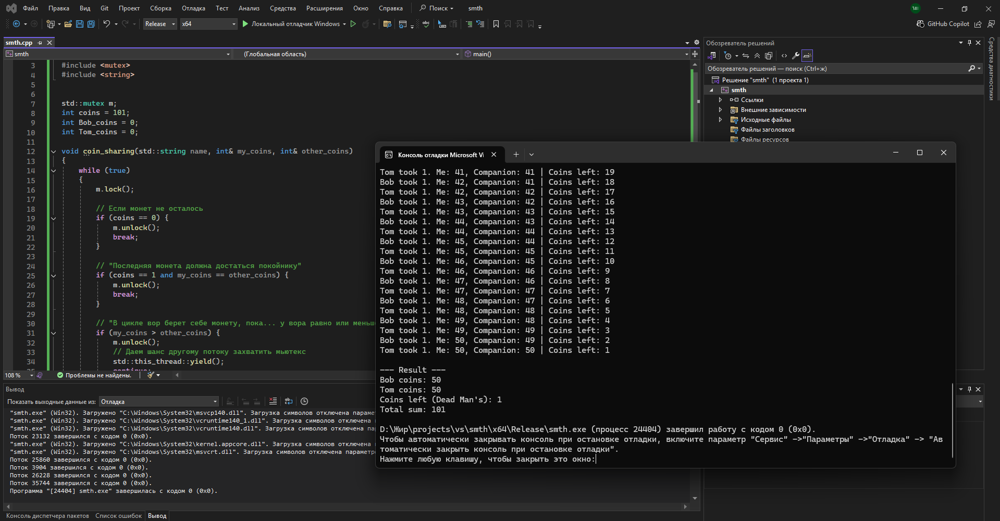 Файл Правка Вид Git Проект Сборка Отладка Тест Анализ Средства Расширения Окно Справка Поиск smth
Release x64 Локальный отладчик Windows GitHub Copilot
smth.cpp
smth (Глобальная область) main()
3 #include <mutex>
4 #include <string>
5
6
7 std::mutex m;
8 int coins = 101;
9 int Bob_coins = 0;
10 int Tom_coins = 0;
11
12 void coin_sharing(std::string name, int& my_coins, int& other_coins)
13 {
14 while (true)
15 {
16 m.lock();
17
18 // Если монет не осталось
19 if (coins == 0) {
20 m.unlock();
21 break;
22 }
23
24 // "Последняя монета должна достаться покойнику"
25 if (coins == 1 and my_coins == other_coins) {
26 m.unlock();
27 break;
28 }
29
30 // "В цикле вор берет себе монету, пока... у вора равно или меньш
31 if (my_coins > other_coins) {
32 m.unlock();
33 // Даем шанс другому потоку захватить мьютекс
34 std::this_thread::yield();
108 % Проблемы не найдены.
Обозреватель решений
Обозреватель решений — поиск (Ctrl+ж)
Решение "smth" (1 проекта 1)
smth
Ссылки
Внешние зависимости
Исходные файлы
Файлы заголовков
Файлы ресурсов
Средства диагностики
Консоль отладки Microsoft Vi
Tom took 1. Me: 41, Companion: 41 | Coins left: 19
Bob took 1. Me: 42, Companion: 41 | Coins left: 18
Tom took 1. Me: 42, Companion: 42 | Coins left: 17
Bob took 1. Me: 43, Companion: 42 | Coins left: 16
Tom took 1. Me: 43, Companion: 43 | Coins left: 15
Bob took 1. Me: 44, Companion: 43 | Coins left: 14
Tom took 1. Me: 44, Companion: 44 | Coins left: 13
Bob took 1. Me: 45, Companion: 44 | Coins left: 12
Tom took 1. Me: 45, Companion: 45 | Coins left: 11
Bob took 1. Me: 46, Companion: 45 | Coins left: 10
Tom took 1. Me: 46, Companion: 46 | Coins left: 9
Bob took 1. Me: 47, Companion: 46 | Coins left: 8
Tom took 1. Me: 47, Companion: 47 | Coins left: 7
Bob took 1. Me: 48, Companion: 47 | Coins left: 6
Tom took 1. Me: 48, Companion: 48 | Coins left: 5
Bob took 1. Me: 49, Companion: 48 | Coins left: 4
Tom took 1. Me: 49, Companion: 49 | Coins left: 3
Bob took 1. Me: 50, Companion: 49 | Coins left: 2
Tom took 1. Me: 50, Companion: 50 | Coins left: 1
--- Result ---
Bob coins: 50
Tom coins: 50
Coins left (Dead Man's): 1
Total sum: 101
D:\Жир\projects\vs\smth\x64\Release\smth.exe (процесс 24404) завершил работу с кодом 0 (0x0).
Чтобы автоматически закрывать консоль при остановке отладки, включите параметр "Сервис" ->"Параметры" ->"Отладка" -> "Ав
томатически закрыть консоль при остановке отладки".
Нажмите любую клавишу, чтобы закрыть это окно:
Вывод
Показать выходные данные из: Отладка
"smth.exe" (Win32). Загружено "C:\Windows\System32\msvcp140.dll". Загрузка символов отключена парамет
"smth.exe" (Win32). Загружено "C:\Windows\System32\vcruntime140_1.dll". Загрузка символов отключена
"smth.exe" (Win32). Загружено "C:\Windows\System32\vcruntime140.dll". Загрузка символов отключена па
Поток 23132 завершился с кодом 0 (0x0).
"smth.exe" (Win32). Загружено "C:\Windows\System32\kernel.appcore.dll". Загрузка символов отключена
"smth.exe" (Win32). Загружено "C:\Windows\System32\msvcrt.dll". Загрузка символов отключена параметр
Поток 25860 завершился с кодом 0 (0x0).
Поток 3904 завершился с кодом 0 (0x0).
Поток 26228 завершился с кодом 0 (0x0).
Поток 35744 завершился с кодом 0 (0x0).
Программа "[24404] smth.exe" завершилась с кодом 0 (0x0).
Консоль диспетчера пакетов Список ошибок Вывод